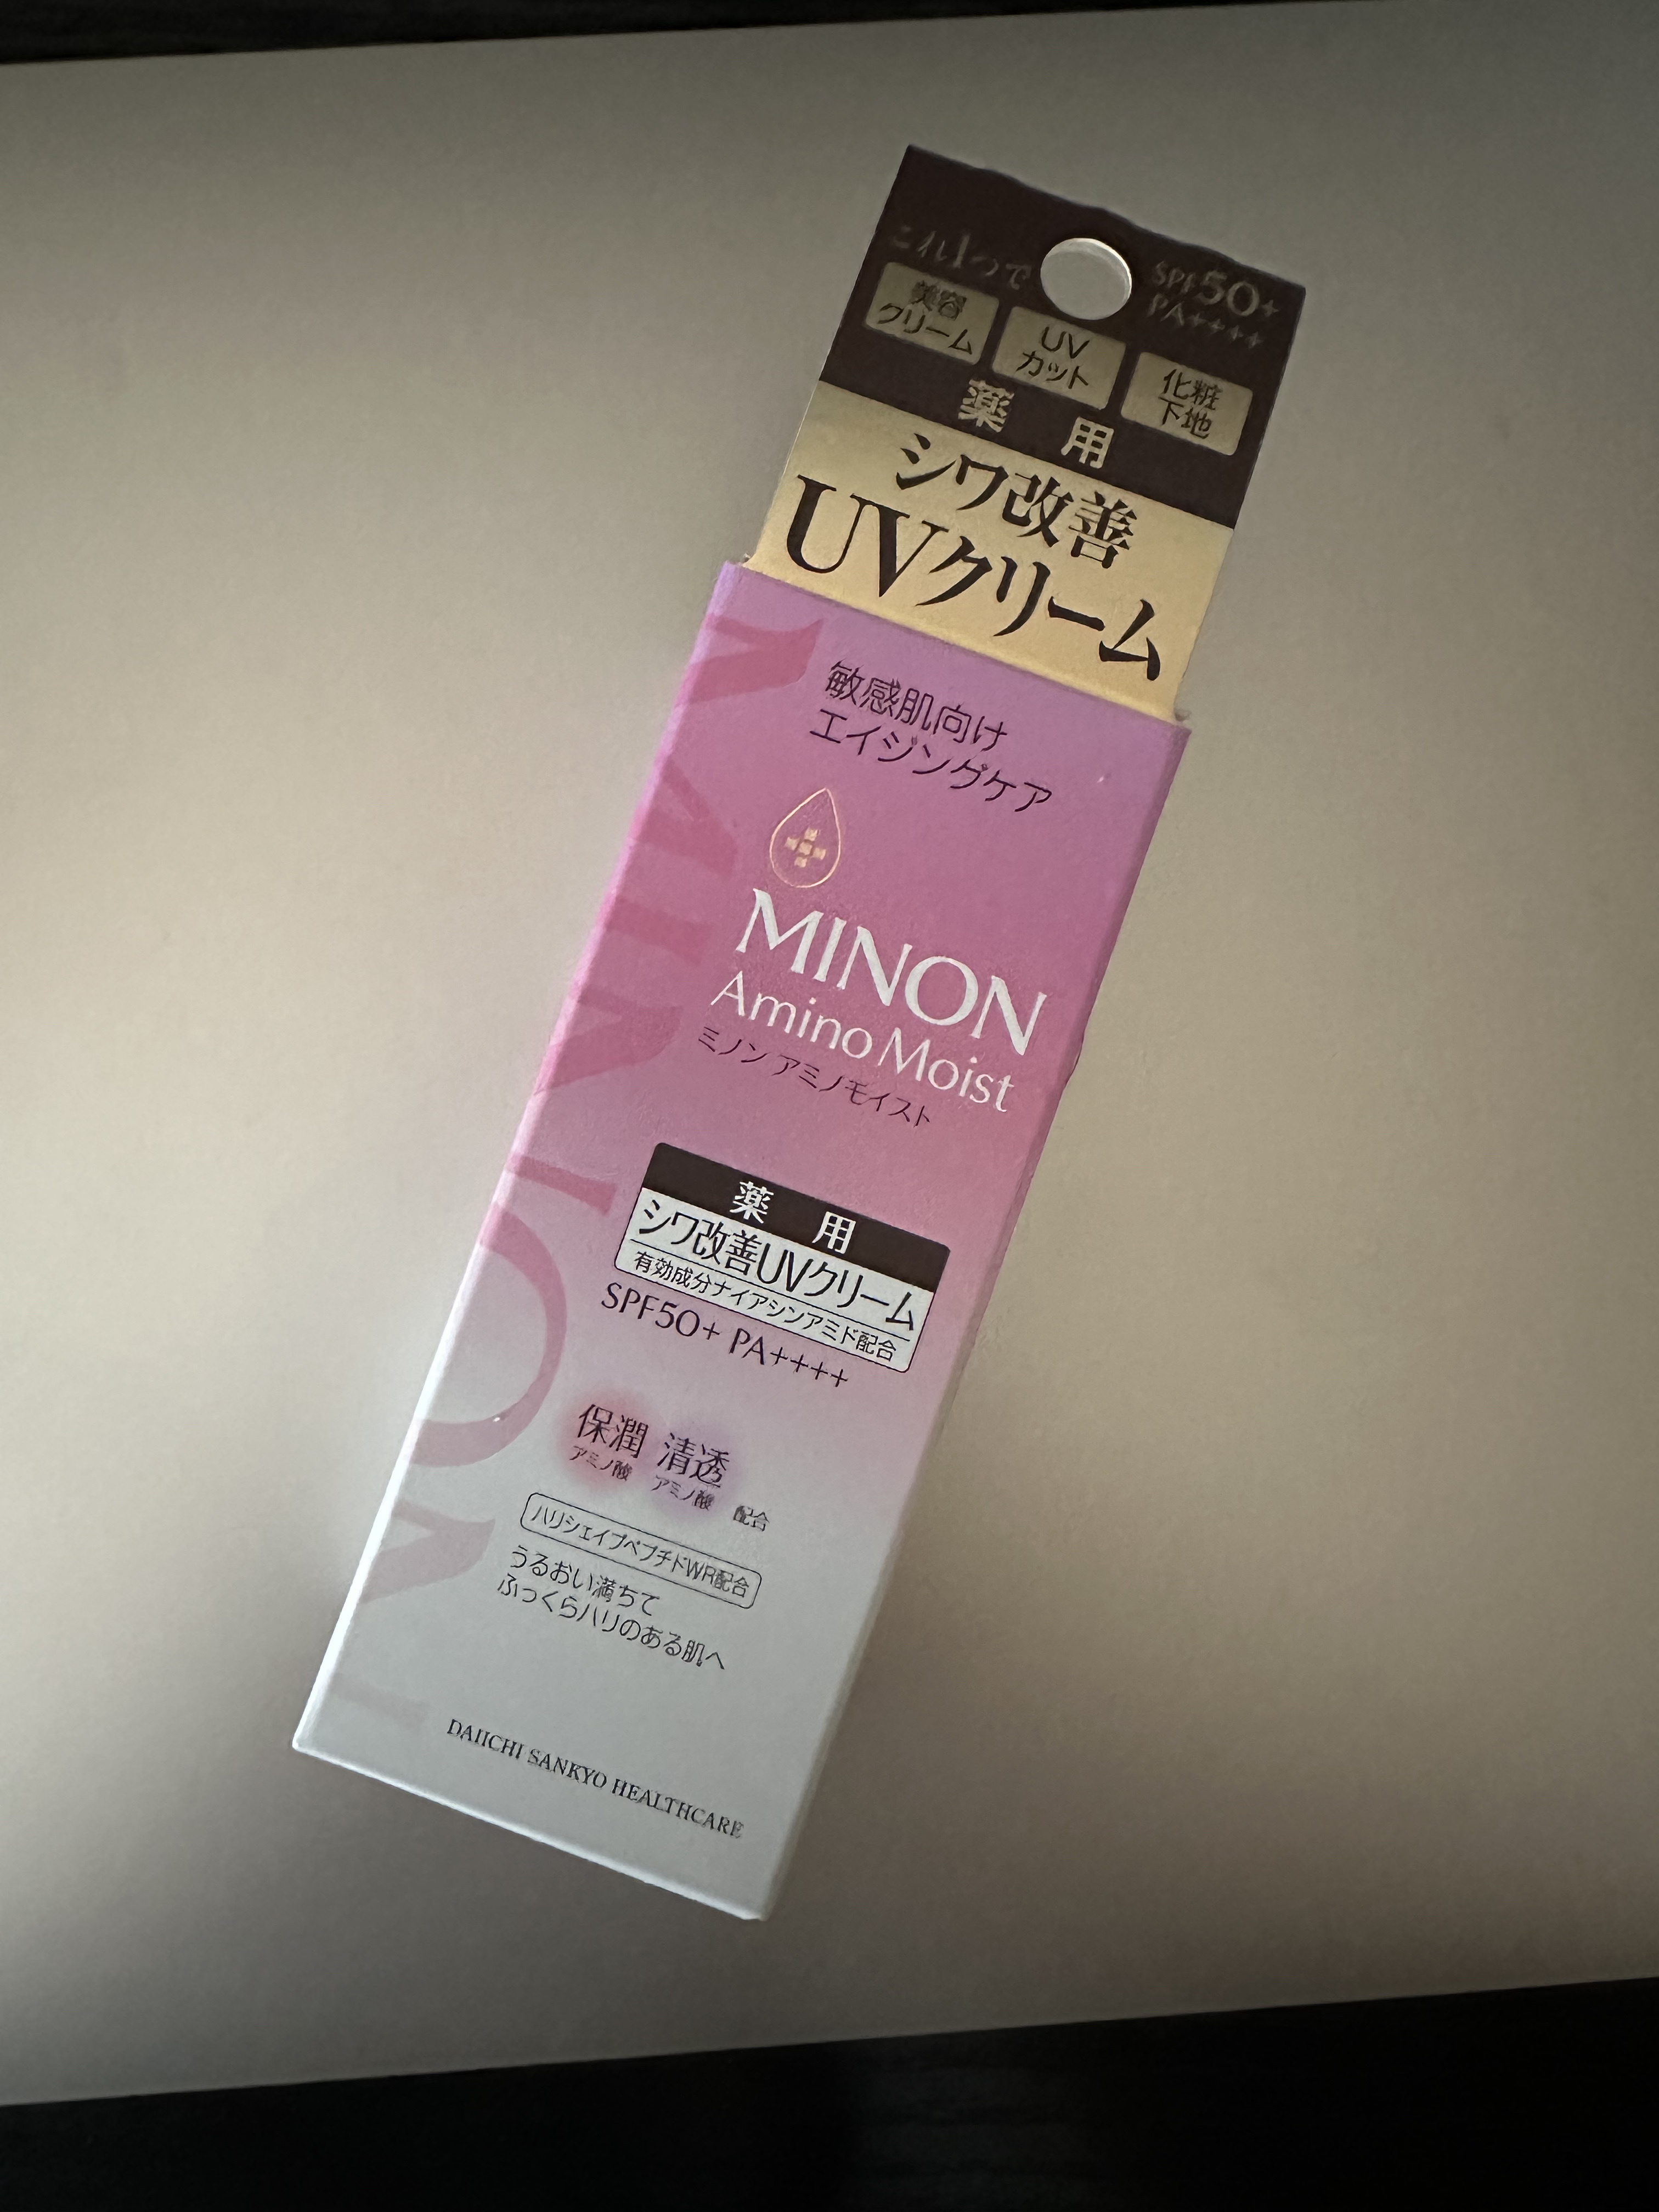 これ1つで
SPF50+
PA++++
美容
クリーム
UV
カット
化粧
下地
薬用
シワ改善
UVクリーム
敏感肌向け
エイジングケア
MINON
Amino Moist
ミノン アミノモイスト
薬用
シワ改善UVクリーム
有効成分ナイアシンアミド配合
SPF50+ PA++++
保潤 清透
アミノ酸 アミノ酸 配合
ハリシェイプペプチドWR配合
うるおい満ちて
ふっくらハリのある肌へ
DAIICHI SANKYO HEALTHCARE
MINON